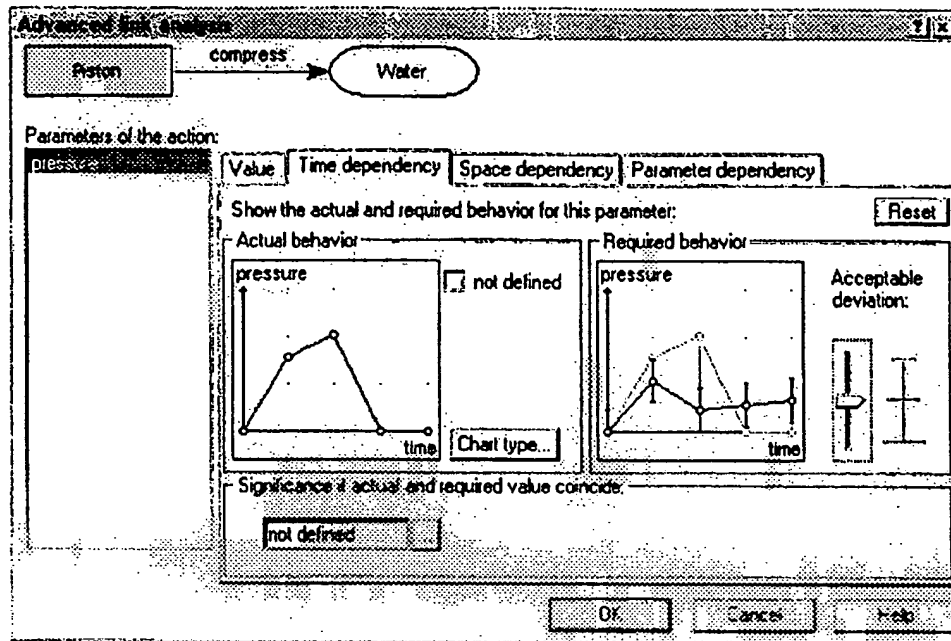 Advanced link analysis
compress
Piston
Water
Parameters of the action:
pressure
Value
Time dependency
Space dependency
Parameter dependency
Show the actual and required behavior for this parameter:
Reset
Actual behavior
pressure
not defined
time
Chart type...
Required behavior
pressure
time
Acceptable
deviation:
Significance if actual and required value coincide:
not defined
OK
Cancel
Help